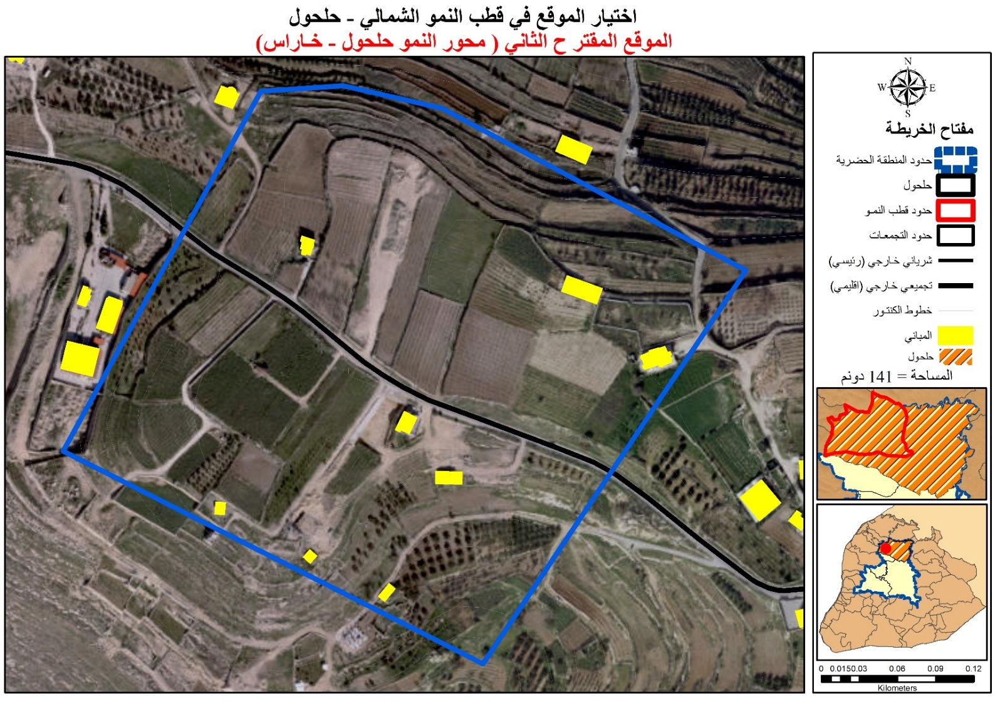 اختيار الموقع في قطب النمو الشمالي - حلحول
الموقع المقتر ح الثاني ( محور النمو حلحول - خاراس)
N
W E
S
مفتاح الخريطة
حدود المنطقة الحضرية
حلحول
حدود قطب النمو
حدود التجمعات
شرياني خارجي (رئيسي)
تجميعي خارجي (اقليمي)
خطوط الكنتور
المباني
حلحول
المساحة = 141 دونم
0 0.0150.03 0.06 0.09 0.12
Kilometers